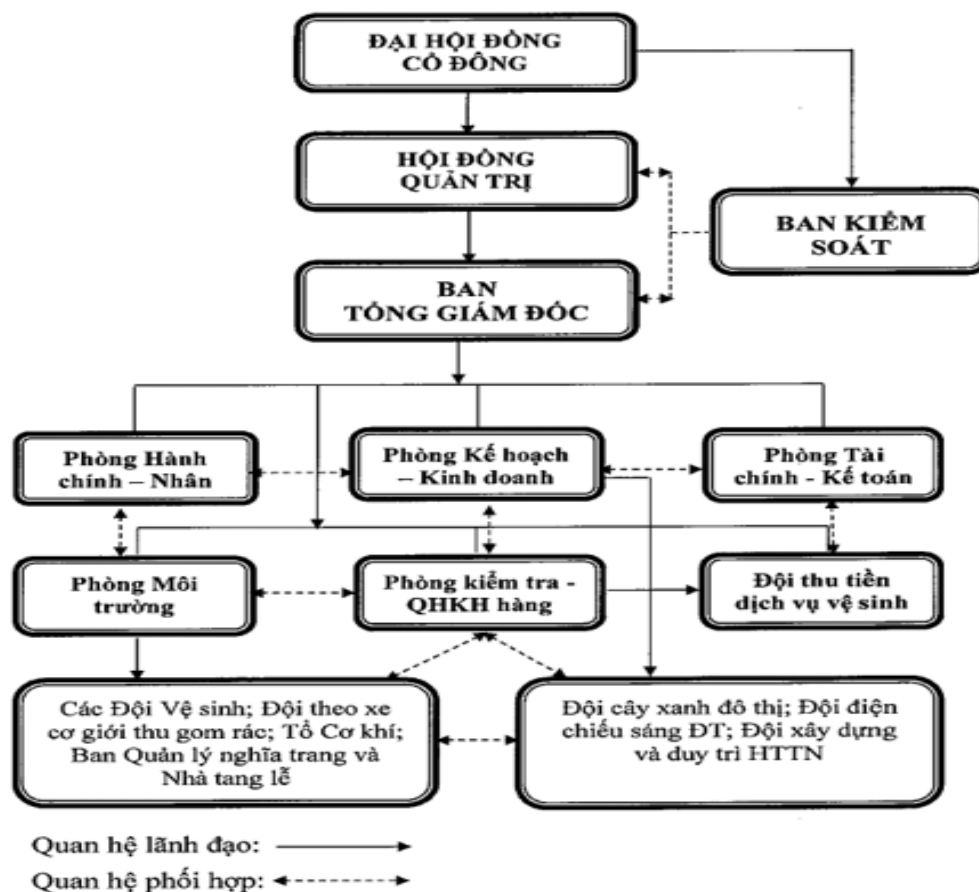 ĐẠI HỘI ĐỒNG
CỔ ĐÔNG
HỘI ĐỒNG
QUẢN TRỊ
BAN KIỂM
SOÁT
BAN
TỔNG GIÁM ĐỐC
Phòng Hành
chính – Nhân
Phòng Kế hoạch
– Kinh doanh
Phòng Tài
chính - Kế toán
Phòng Môi
trường
Phòng kiểm tra -
QHKH hàng
Đội thu tiền
dịch vụ vệ sinh
Các Đội Vệ sinh; Đội theo xe
cơ giới thu gom rác; Tổ Cơ khí;
Ban Quản lý nghĩa trang và
Nhà tang lễ
Đội cây xanh đô thị; Đội điện
chiếu sáng ĐT; Đội xây dựng
và duy trì HTTN
Quan hệ lãnh đạo:
Quan hệ phối hợp: